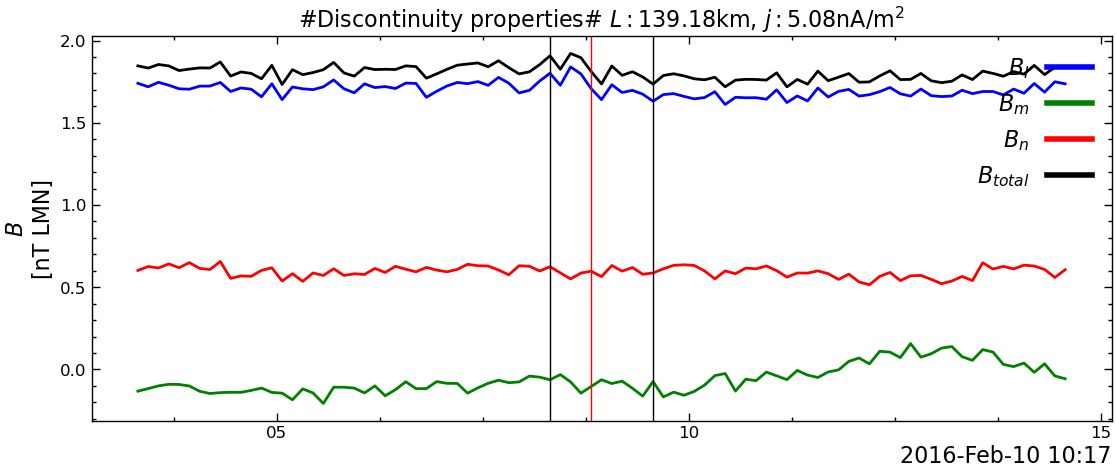 #Discontinuity properties# L : 139.18km, j : 5.08nA/m²
2.0
1.5
1.0
0.5
0.0
B
[nT LMN]
B_l
B_m
B_n
B_total
05
10
15
2016-Feb-10 10:17